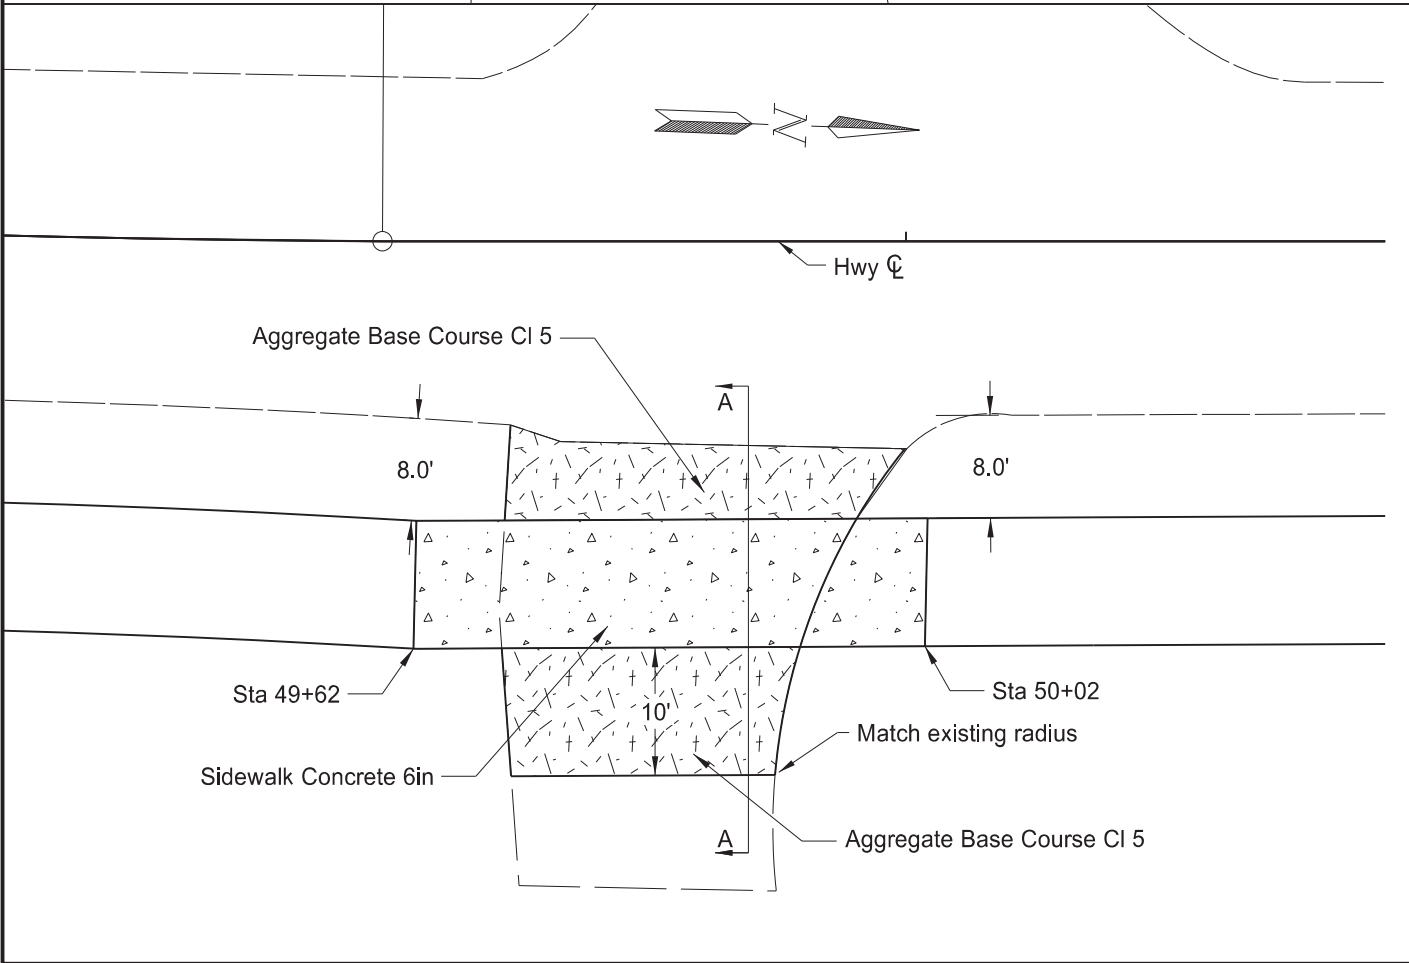 N
Hwy ℄
Aggregate Base Course Cl 5
A
8.0'
8.0'
Sta 49+62
Sta 50+02
10'
Match existing radius
Sidewalk Concrete 6in
A
Aggregate Base Course Cl 5